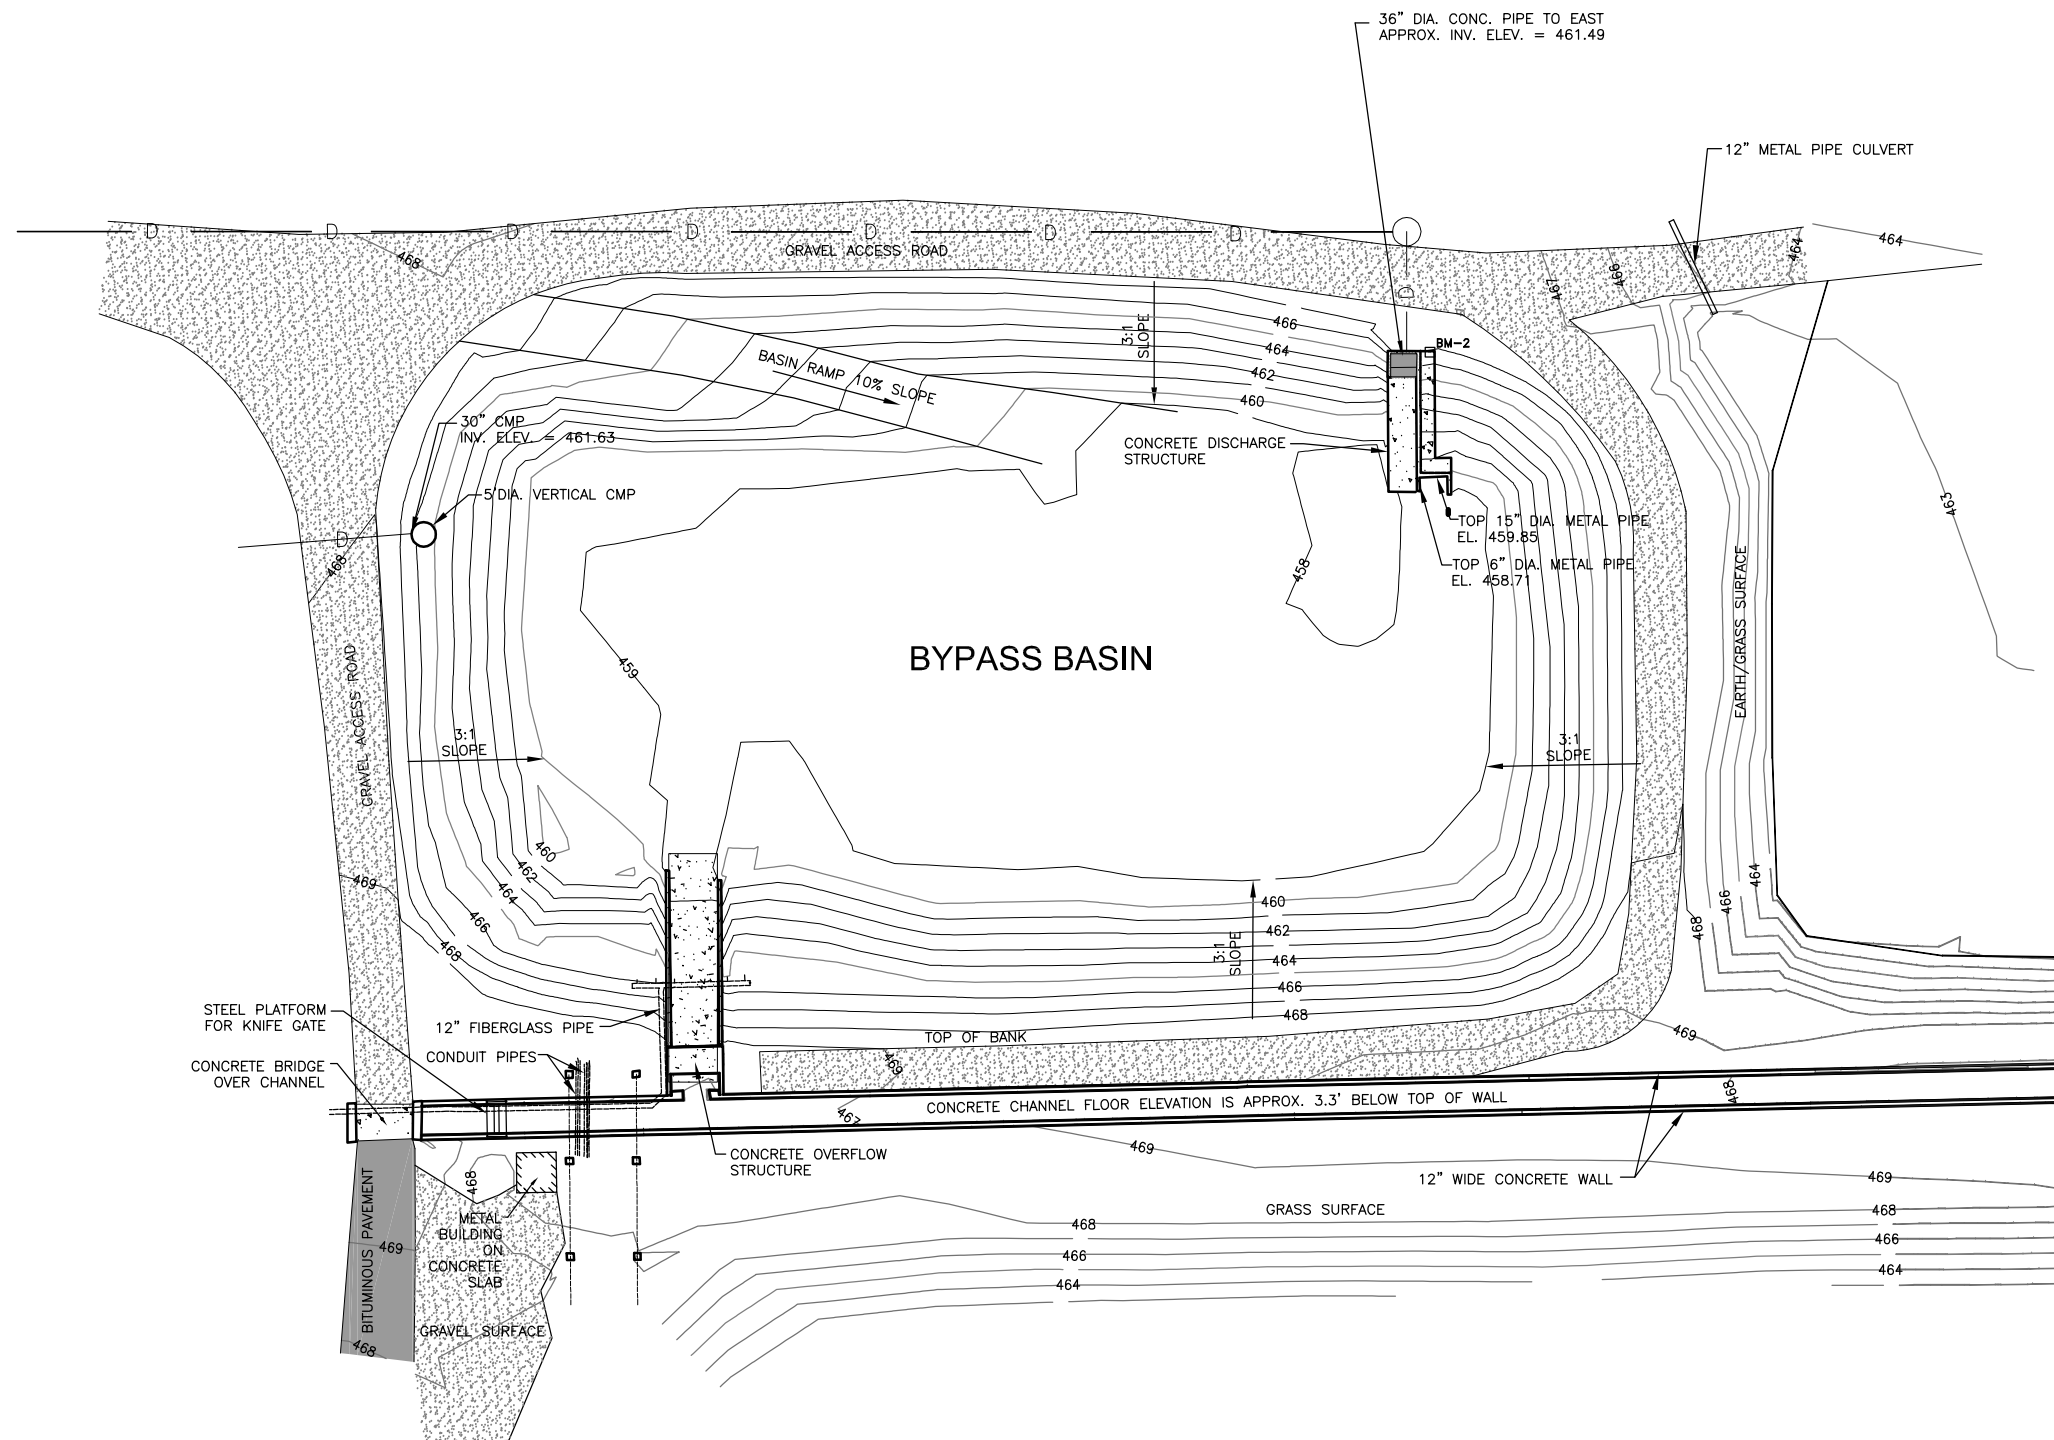 36" DIA. CONC. PIPE TO EAST
APPROX. INV. ELEV. = 461.49
12" METAL PIPE CULVERT
D
D
D
D
D
D
D
464
464
468
GRAVEL ACCESS ROAD
466
467
D
466
3:1
SLOPE
464
BM-2
BASIN RAMP 10% SLOPE
462
460
30" CMP
INV. ELEV. = 461.63
CONCRETE DISCHARGE
STRUCTURE
5'DIA. VERTICAL CMP
463
TOP 15" DIA. METAL PIPE
EL. 459.85
D
468
458
TOP 6" DIA. METAL PIPE
EL. 458.71
EARTH/GRASS SURFACE
BYPASS BASIN
459
GRAVEL ACCESS ROAD
3:1
SLOPE
3:1
SLOPE
460
462
464
466
468
469
460
462
464
466
468
3:1
SLOPE
464
466
468
STEEL PLATFORM
FOR KNIFE GATE
12" FIBERGLASS PIPE
TOP OF BANK
469
CONDUIT PIPES
469
CONCRETE BRIDGE
OVER CHANNEL
468
467
CONCRETE CHANNEL FLOOR ELEVATION IS APPROX. 3.3' BELOW TOP OF WALL
CONCRETE OVERFLOW
STRUCTURE
469
12" WIDE CONCRETE WALL
469
468
BITUMINOUS PAVEMENT
METAL
BUILDING
ON
CONCRETE
SLAB
GRASS SURFACE
468
468
469
466
466
464
464
GRAVEL SURFACE
468